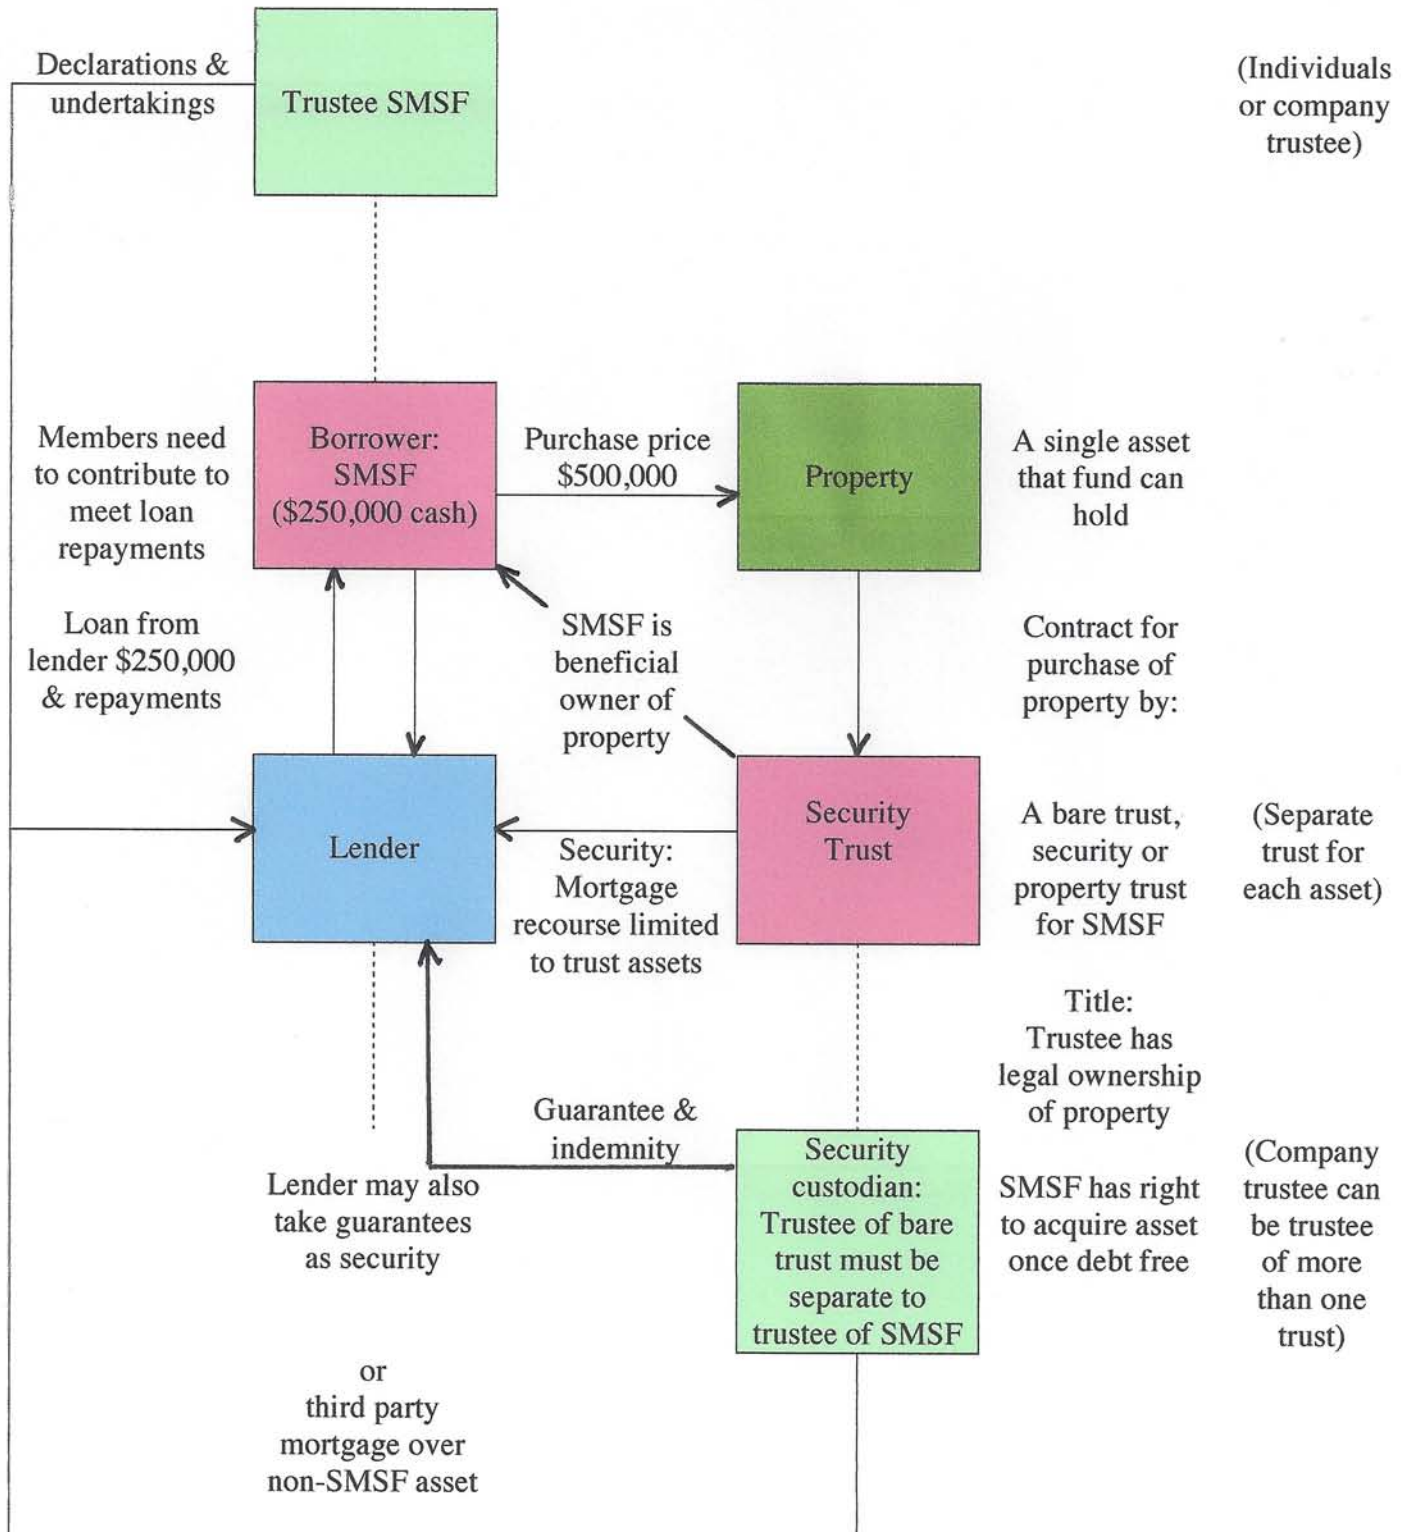 Declarations &
undertakings
Trustee SMSF
(Individuals
or company
trustee)
Members need
to contribute to
meet loan
repayments
Borrower:
SMSF
($250,000 cash)
Purchase price
$500,000
Property
A single asset
that fund can
hold
Loan from
lender $250,000
& repayments
SMSF is
beneficial
owner of
property
Contract for
purchase of
property by:
Lender
Security:
Mortgage
recourse limited
to trust assets
Security
Trust
A bare trust,
security or
property trust
for SMSF
(Separate
trust for
each asset)
Title:
Trustee has
legal ownership
of property
Guarantee &
indemnity
Lender may also
take guarantees
as security
Security
custodian:
Trustee of bare
trust must be
separate to
trustee of SMSF
SMSF has right
to acquire asset
once debt free
(Company
trustee can
be trustee
of more
than one
trust)
or
third party
mortgage over
non-SMSF asset